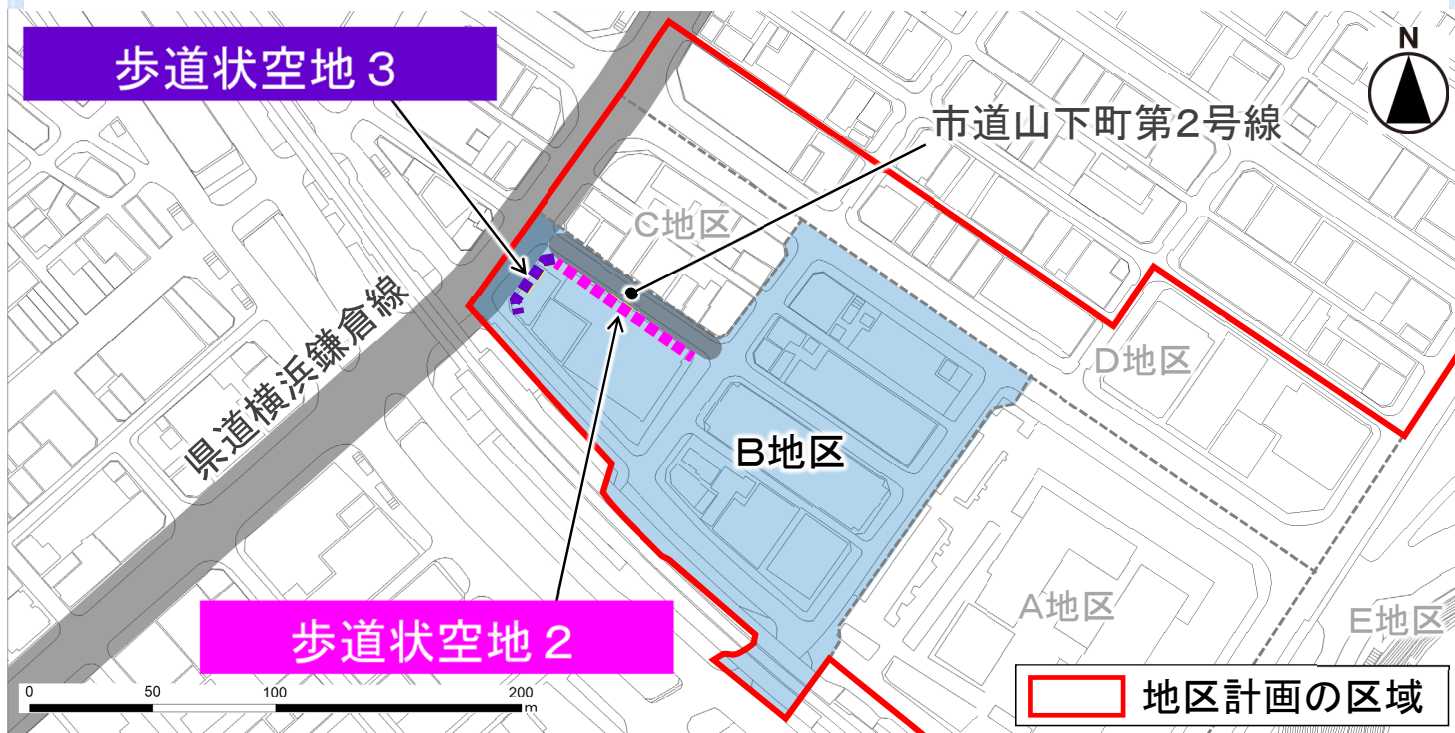 歩道状空地３
N
市道山下町第2号線
C地区
県道横浜鎌倉線
D地区
B地区
A地区
E地区
歩道状空地２
0 50 100 200
m
地区計画の区域